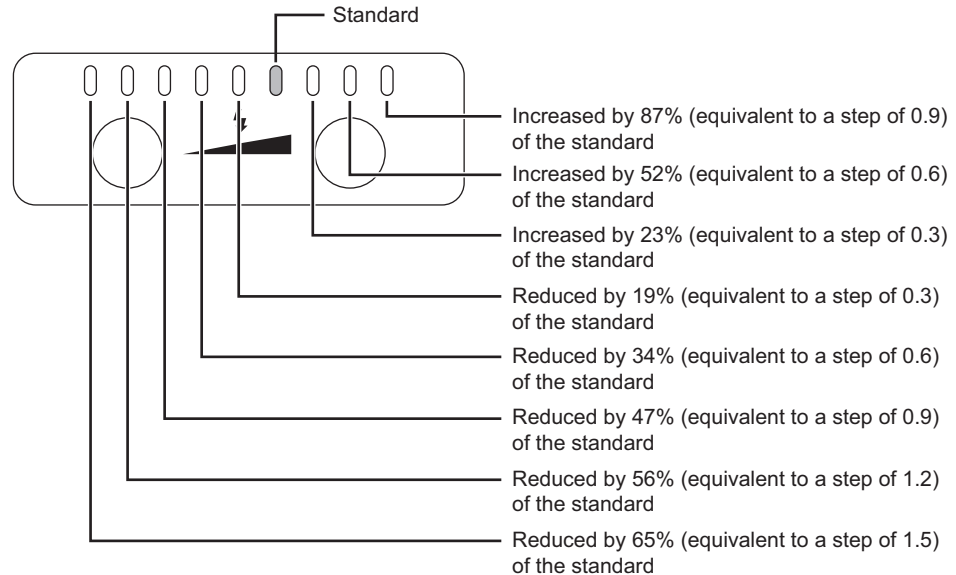 Standard
Increased by 87% (equivalent to a step of 0.9)
of the standard
Increased by 52% (equivalent to a step of 0.6)
of the standard
Increased by 23% (equivalent to a step of 0.3)
of the standard
Reduced by 19% (equivalent to a step of 0.3)
of the standard
Reduced by 34% (equivalent to a step of 0.6)
of the standard
Reduced by 47% (equivalent to a step of 0.9)
of the standard
Reduced by 56% (equivalent to a step of 1.2)
of the standard
Reduced by 65% (equivalent to a step of 1.5)
of the standard